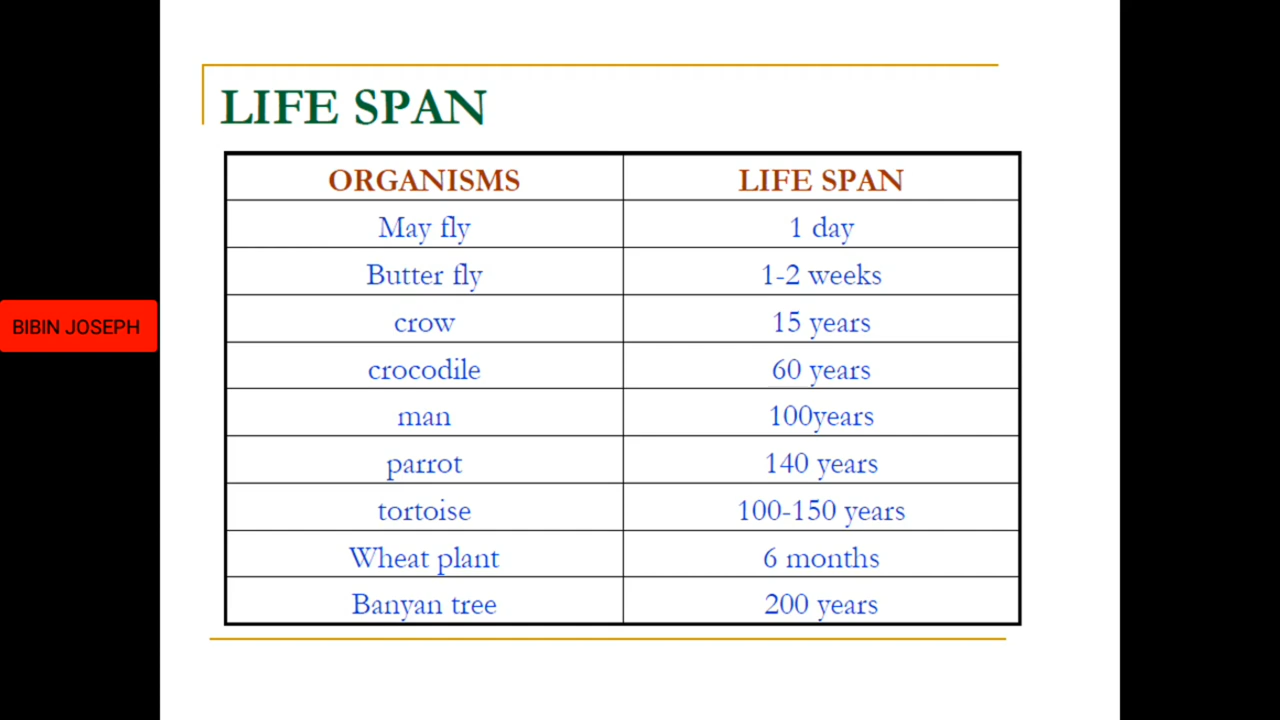 LIFE SPAN
ORGANISMS LIFE SPAN
May fly 1 day
Butter fly 1-2 weeks
crow 15 years
crocodile 60 years
man 100years
parrot 140 years
tortoise 100-150 years
Wheat plant 6 months
Banyan tree 200 years
BIBIN JOSEPH